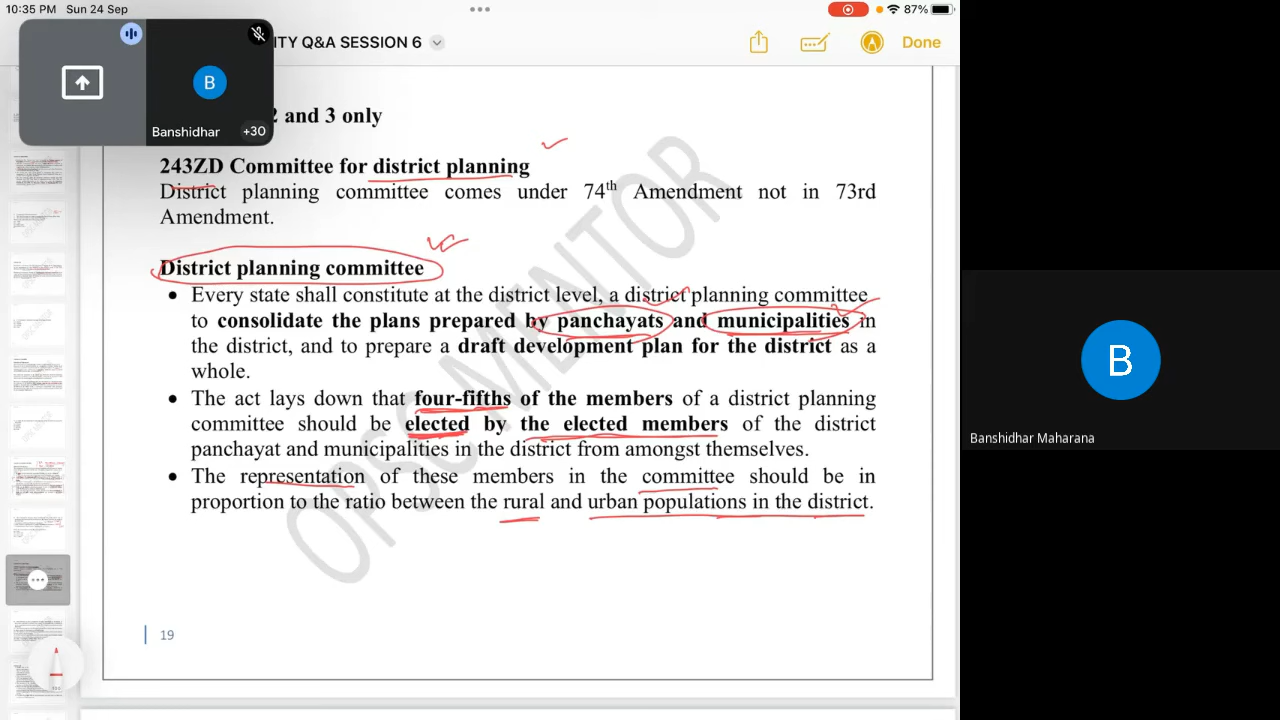 10:35 PM Sun 24 Sep
87%
ITY Q&A SESSION 6
Done
B
Banshidhar
+30
2 and 3 only
243ZD Committee for district planning
District planning committee comes under 74th Amendment not in 73rd
Amendment.
District planning committee
• Every state shall constitute at the district level, a district planning committee
to consolidate the plans prepared by panchayats and municipalities in
the district, and to prepare a draft development plan for the district as a
whole.
• The act lays down that four-fifths of the members of a district planning
committee should be elected by the elected members of the district
panchayat and municipalities in the district from amongst themselves.
• The representation of these members in the committee should be in
proportion to the ratio between the rural and urban populations in the district.
OPSC MENTOR
19
B
Banshidhar Maharana